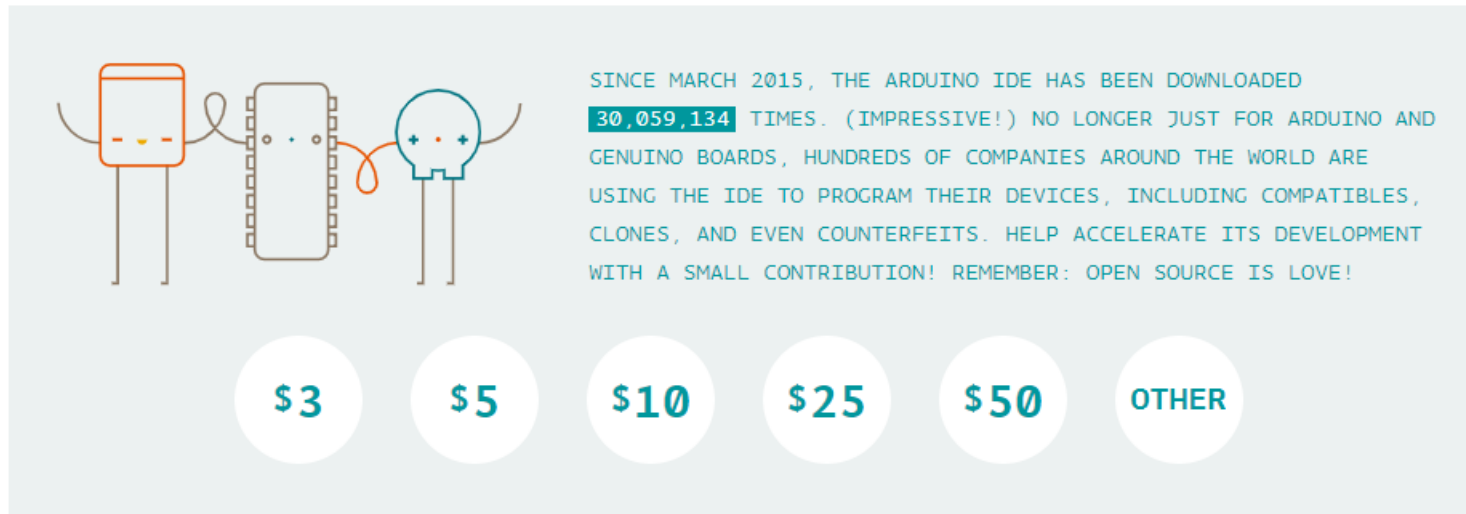 SINCE MARCH 2015, THE ARDUINO IDE HAS BEEN DOWNLOADED
30,059,134 TIMES. (IMPRESSIVE!) NO LONGER JUST FOR ARDUINO AND
GENUINO BOARDS, HUNDREDS OF COMPANIES AROUND THE WORLD ARE
USING THE IDE TO PROGRAM THEIR DEVICES, INCLUDING COMPATIBLES,
CLONES, AND EVEN COUNTERFEITS. HELP ACCELERATE ITS DEVELOPMENT
WITH A SMALL CONTRIBUTION! REMEMBER: OPEN SOURCE IS LOVE!
$3 $5 $10 $25 $50 OTHER